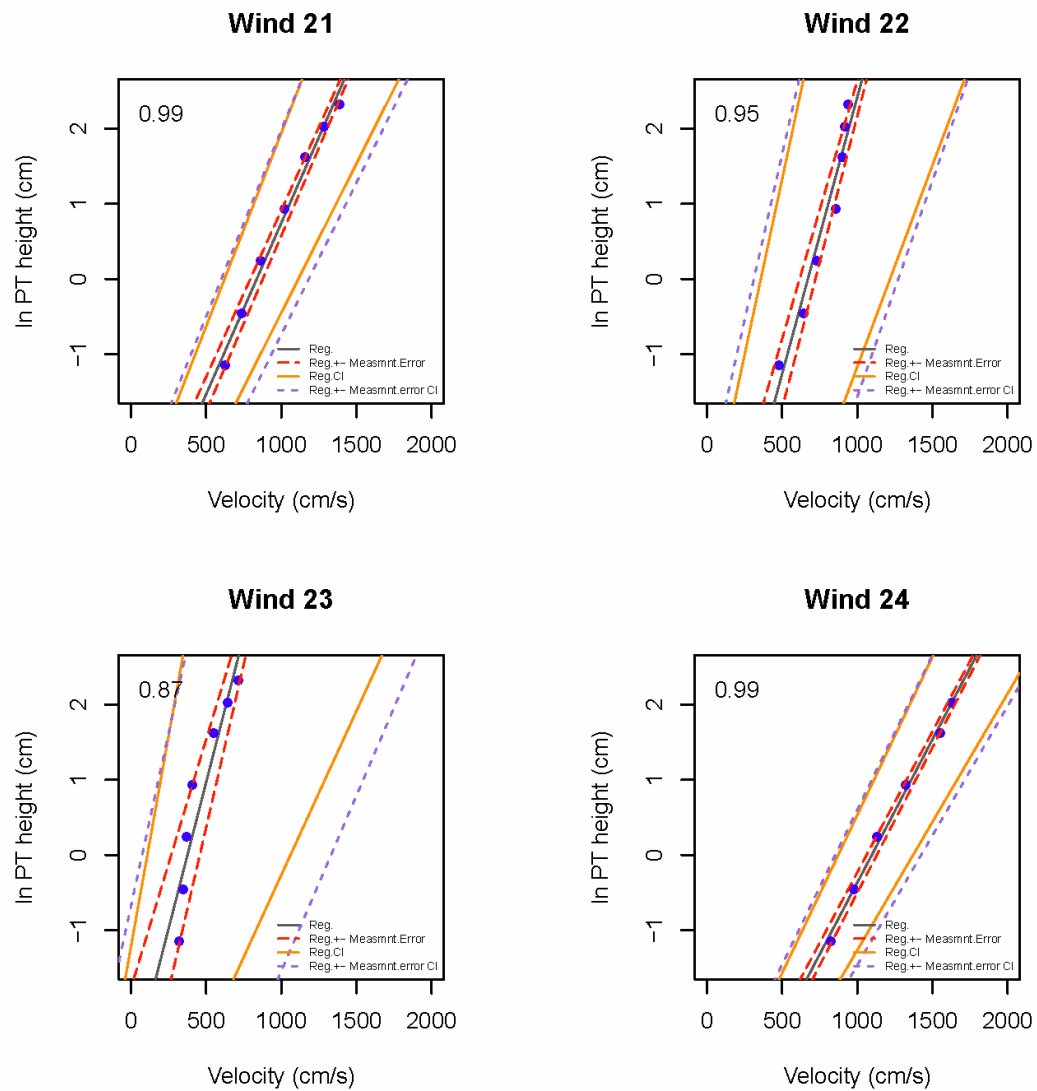 Wind 21
0.99
ln PT height (cm)
2
1
0
−1
Reg.
Reg.+− Measmnt.Error
Reg.CI
Reg.+− Measmnt.error CI
0 500 1000 1500 2000
Velocity (cm/s)
Wind 22
0.95
ln PT height (cm)
2
1
0
−1
Reg.
Reg.+− Measmnt.Error
Reg.CI
Reg.+− Measmnt.error CI
0 500 1000 1500 2000
Velocity (cm/s)
Wind 23
0.87
ln PT height (cm)
2
1
0
−1
Reg.
Reg.+− Measmnt.Error
Reg.CI
Reg.+− Measmnt.error CI
0 500 1000 1500 2000
Velocity (cm/s)
Wind 24
0.99
ln PT height (cm)
2
1
0
−1
Reg.
Reg.+− Measmnt.Error
Reg.CI
Reg.+− Measmnt.error CI
0 500 1000 1500 2000
Velocity (cm/s)